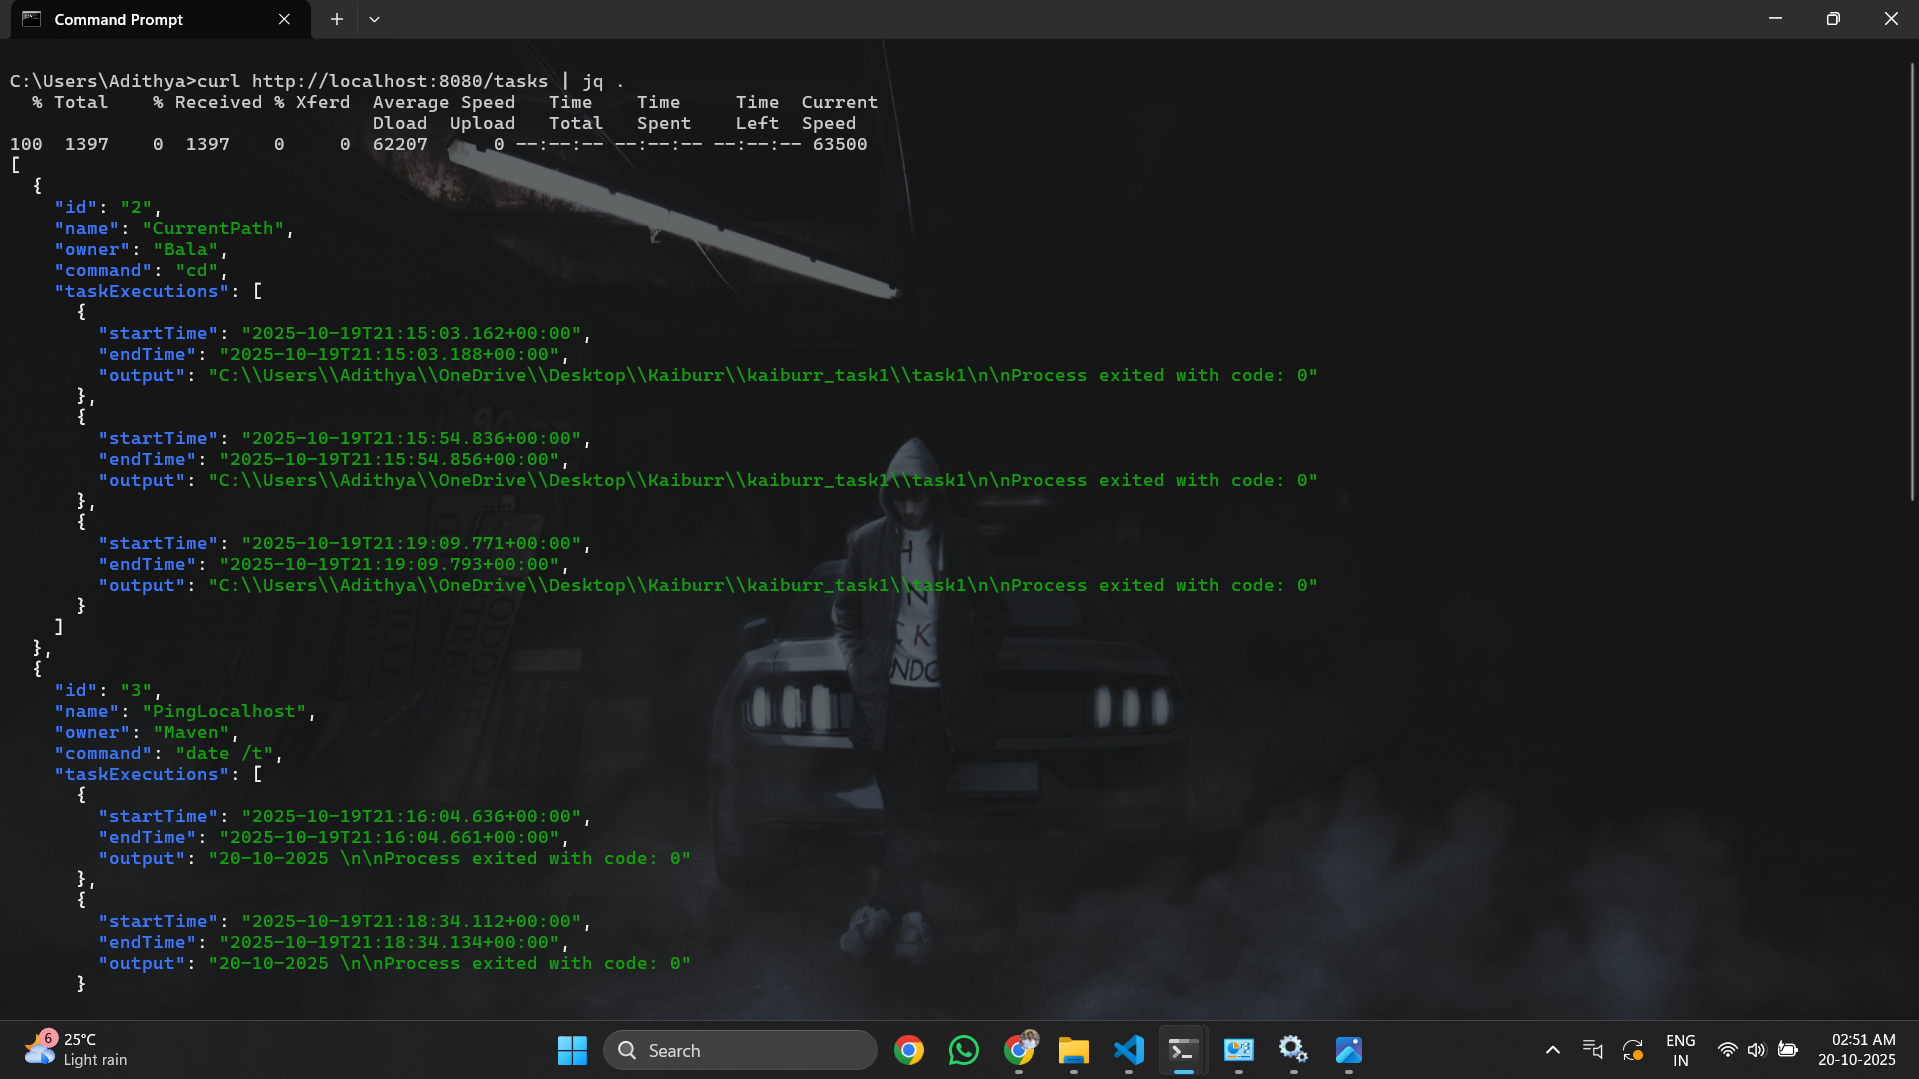 Command Prompt
C:\Users\Adithya>curl http://localhost:8080/tasks | jq .
  % Total    % Received % Xferd  Average Speed   Time    Time     Time  Current
                                 Dload  Upload   Total   Spent    Left  Speed
100  1397    0  1397    0     0  62207      0 --:--:-- --:--:-- --:--:-- 63500
[
  {
    "id": "2",
    "name": "CurrentPath",
    "owner": "Bala",
    "command": "cd",
    "taskExecutions": [
      {
        "startTime": "2025-10-19T21:15:03.162+00:00",
        "endTime": "2025-10-19T21:15:03.188+00:00",
        "output": "C:\\Users\\Adithya\\OneDrive\\Desktop\\Kaiburr\\kaiburr_task1\\task1\n\nProcess exited with code: 0"
      },
      {
        "startTime": "2025-10-19T21:15:54.836+00:00",
        "endTime": "2025-10-19T21:15:54.856+00:00",
        "output": "C:\\Users\\Adithya\\OneDrive\\Desktop\\Kaiburr\\kaiburr_task1\\task1\n\nProcess exited with code: 0"
      },
      {
        "startTime": "2025-10-19T21:19:09.771+00:00",
        "endTime": "2025-10-19T21:19:09.793+00:00",
        "output": "C:\\Users\\Adithya\\OneDrive\\Desktop\\Kaiburr\\kaiburr_task1\\task1\n\nProcess exited with code: 0"
      }
    ]
  },
  {
    "id": "3",
    "name": "PingLocalhost",
    "owner": "Maven",
    "command": "date /t",
    "taskExecutions": [
      {
        "startTime": "2025-10-19T21:16:04.636+00:00",
        "endTime": "2025-10-19T21:16:04.661+00:00",
        "output": "20-10-2025 \n\nProcess exited with code: 0"
      },
      {
        "startTime": "2025-10-19T21:18:34.112+00:00",
        "endTime": "2025-10-19T21:18:34.134+00:00",
        "output": "20-10-2025 \n\nProcess exited with code: 0"
      }
6
25°C
Light rain
Search
ENG
IN
02:51 AM
20-10-2025